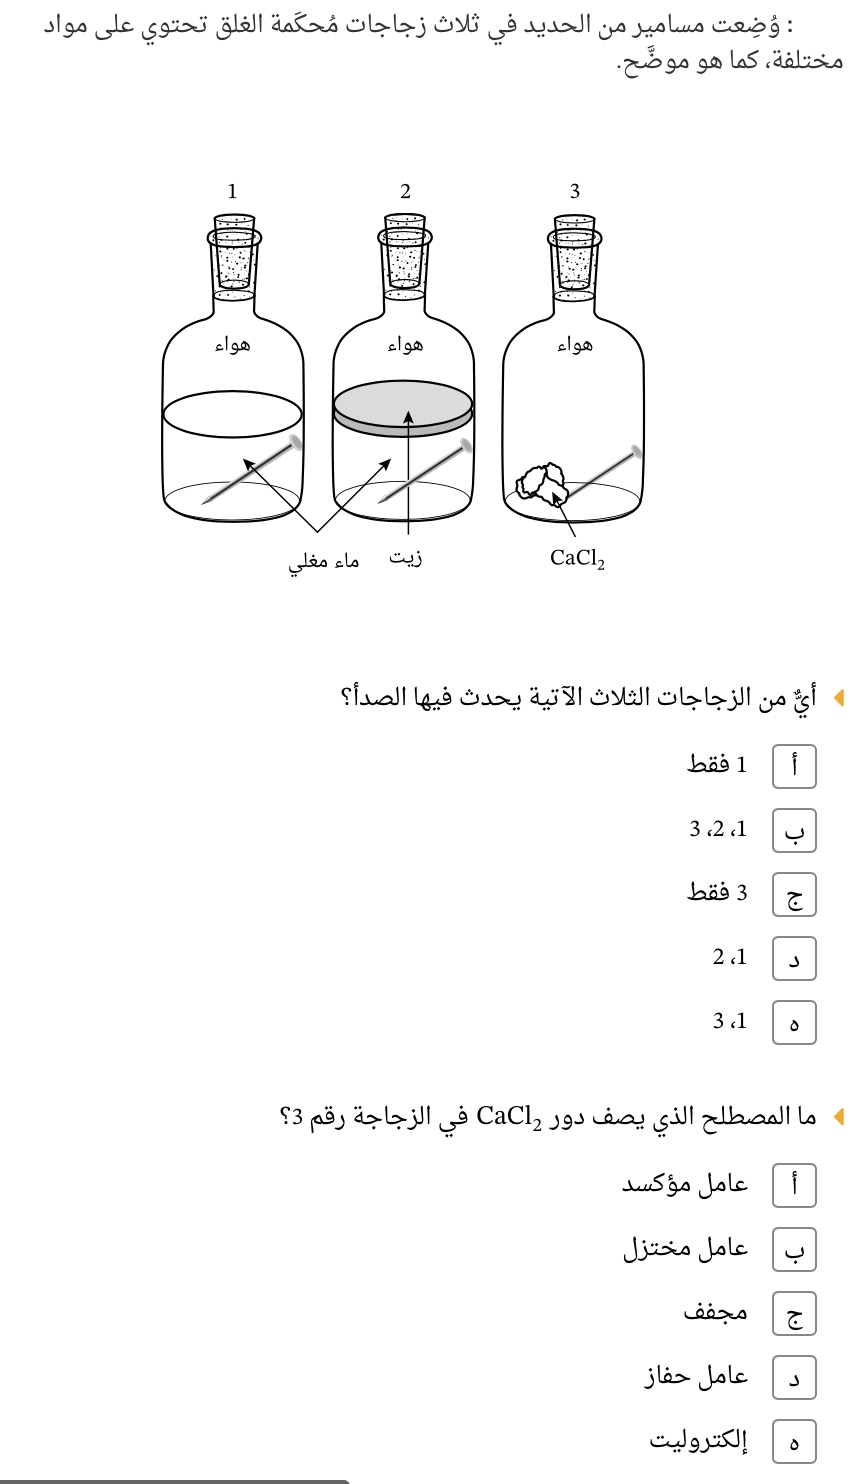 : وُضِعت مسامير من الحديد في ثلاث زجاجات مُحكَمة الغلق تحتوي على مواد
مختلفة، كما هو موضَّح.
1 2 3
هواء هواء هواء
ماء مغلي زيت CaCl₂
أيٌّ من الزجاجات الثلاث الآتية يحدث فيها الصدأ؟
أ 1 فقط
ب 1، 2، 3
ج 3 فقط
د 1، 2
ه 1، 3
ما المصطلح الذي يصف دور CaCl₂ في الزجاجة رقم 3؟
أ عامل مؤكسد
ب عامل مختزل
ج مجفف
د عامل حفاز
ه إلكتروليت